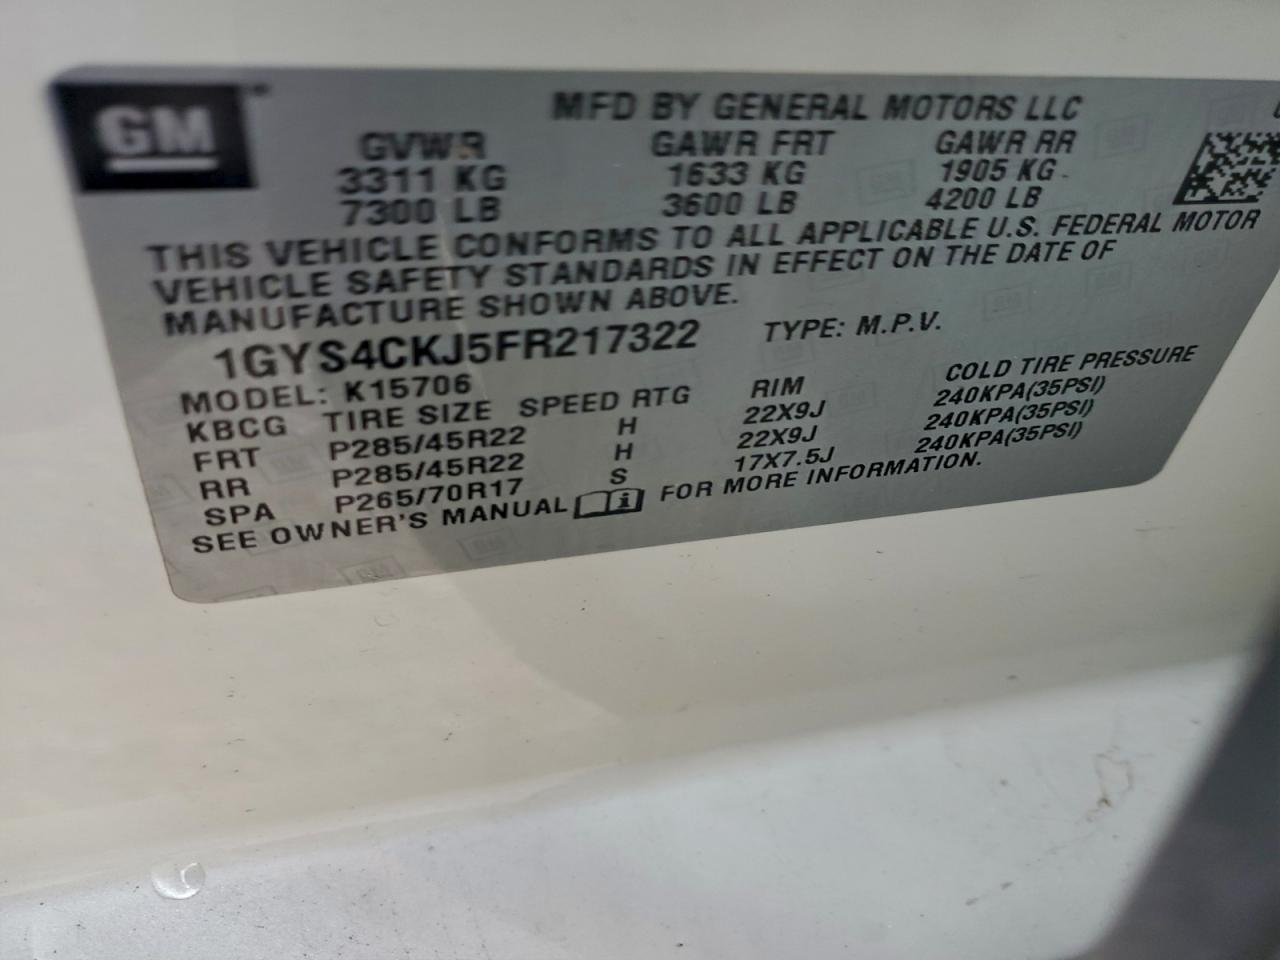 GM
MFD BY GENERAL MOTORS LLC
GVWR GAWR FRT GAWR RR
3311 KG 1633 KG 1905 KG
7300 LB 3600 LB 4200 LB
THIS VEHICLE CONFORMS TO ALL APPLICABLE U.S. FEDERAL MOTOR
VEHICLE SAFETY STANDARDS IN EFFECT ON THE DATE OF
MANUFACTURE SHOWN ABOVE.
1GYS4CKJ5FR217322 TYPE: M.P.V.
MODEL: K15706
KBCG TIRE SIZE SPEED RTG RIM COLD TIRE PRESSURE
FRT P285/45R22 H 22X9J 240KPA(35PSI)
RR P285/45R22 H 22X9J 240KPA(35PSI)
SPA P265/70R17 S 17X7.5J 240KPA(35PSI)
SEE OWNER'S MANUAL FOR MORE INFORMATION.